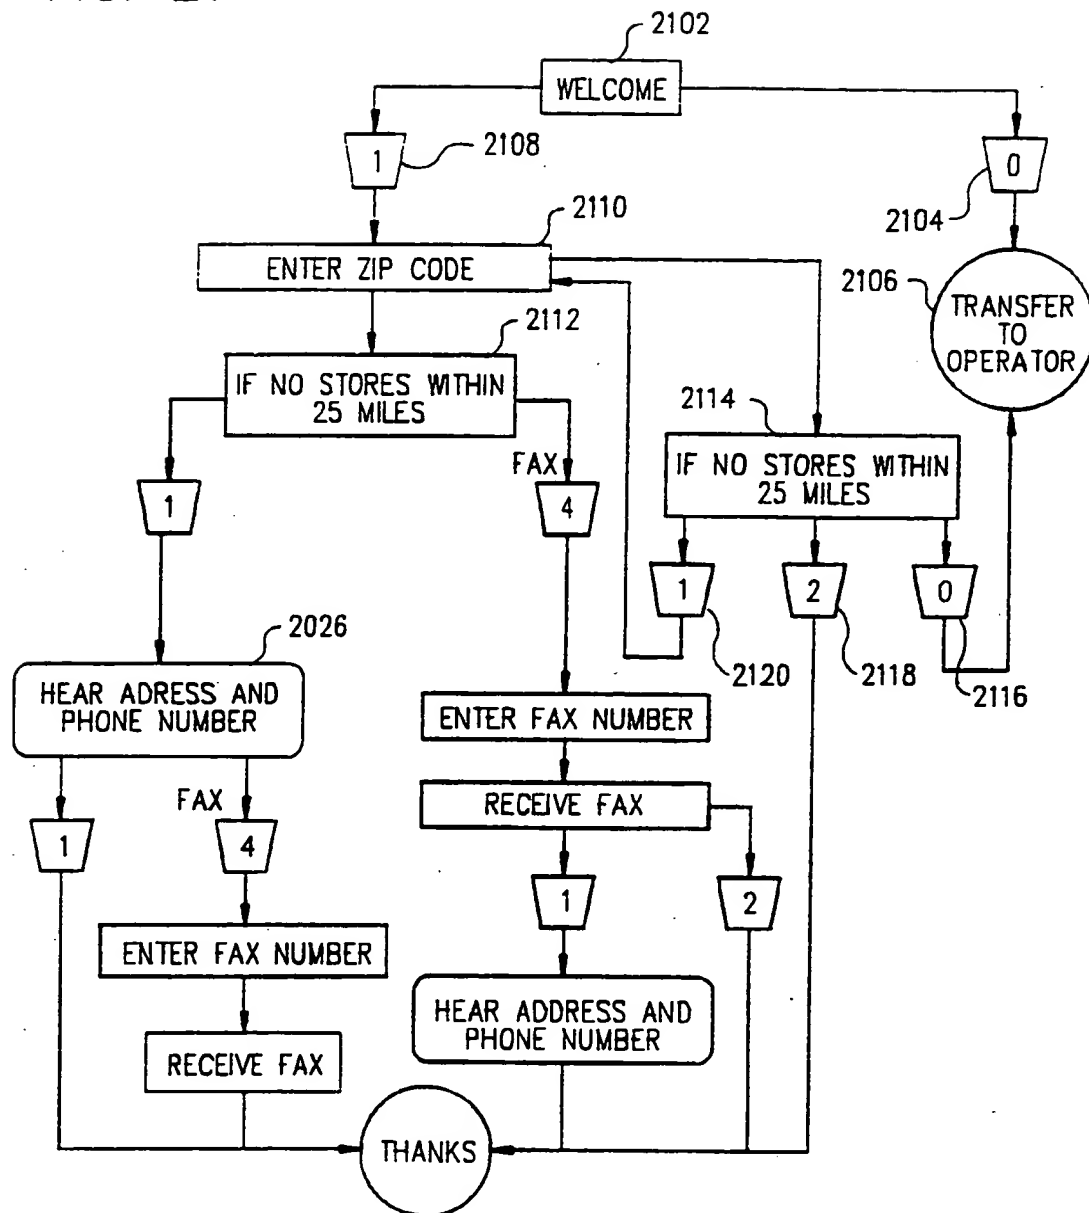 2102
WELCOME
1
2108
0
2104
2110
ENTER ZIP CODE
2106
TRANSFER
TO
OPERATOR
2112
IF NO STORES WITHIN
25 MILES
2114
IF NO STORES WITHIN
25 MILES
1
FAX
4
1
2120
2
2118
0
2116
2026
HEAR ADRESS AND
PHONE NUMBER
ENTER FAX NUMBER
RECEIVE FAX
1
FAX
4
1
2
ENTER FAX NUMBER
HEAR ADDRESS AND
PHONE NUMBER
RECEIVE FAX
THANKS